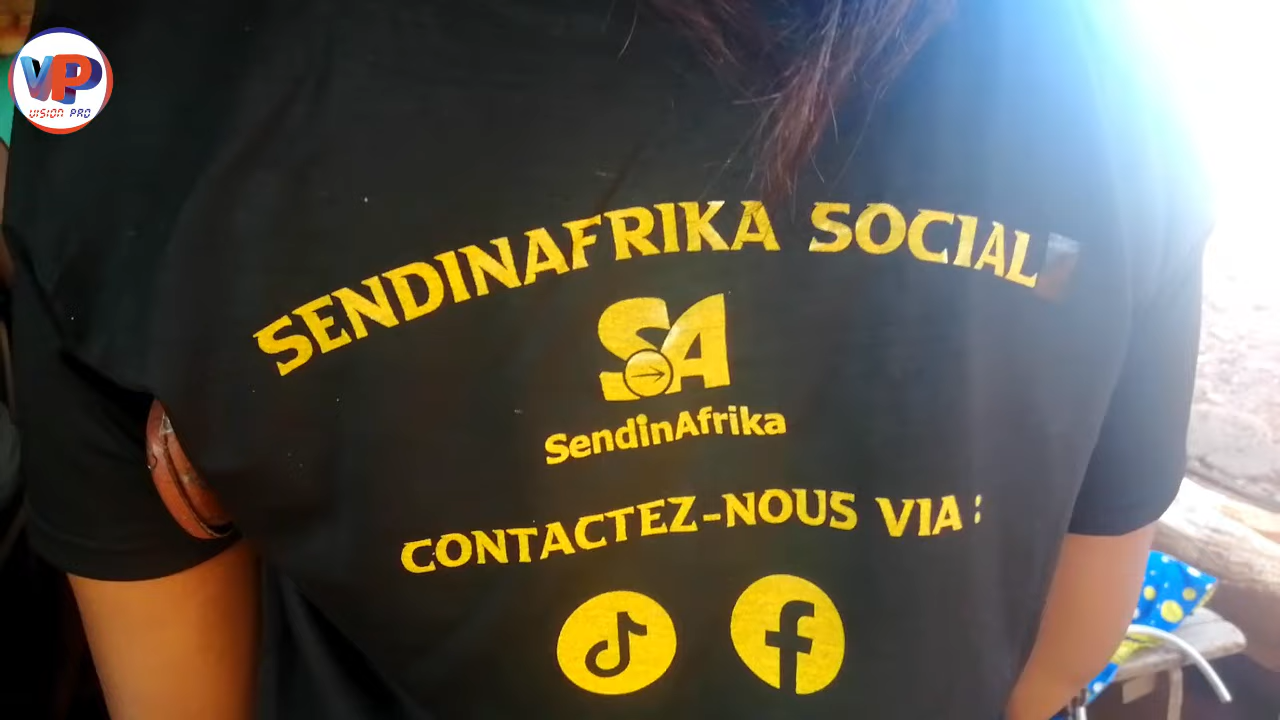 VP
VISION PRO
SENDINAFRIKA SOCIAL
SA
SendinAfrika
CONTACTEZ-NOUS VIA :